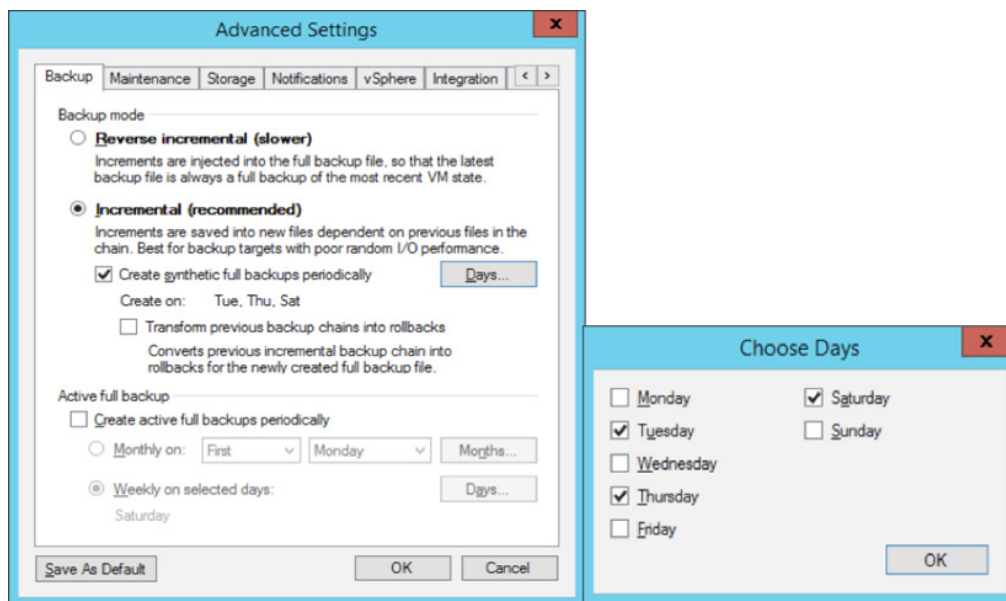 Advanced Settings
x
Backup Maintenance Storage Notifications vSphere Integration < >
Backup mode
Reverse incremental (slower)
Increments are injected into the full backup file, so that the latest
backup file is always a full backup of the most recent VM state.
Incremental (recommended)
Increments are saved into new files dependent on previous files in the
chain. Best for backup targets with poor random I/O performance.
Create synthetic full backups periodically Days...
Create on: Tue, Thu, Sat
Transform previous backup chains into rollbacks
Converts previous incremental backup chain into
rollbacks for the newly created full backup file.
Active full backup
Create active full backups periodically
Monthly on: First Monday Months...
Weekly on selected days: Days...
Saturday
Save As Default OK Cancel
Choose Days
x
Monday Saturday
Tuesday Sunday
Wednesday
Thursday
Friday
OK